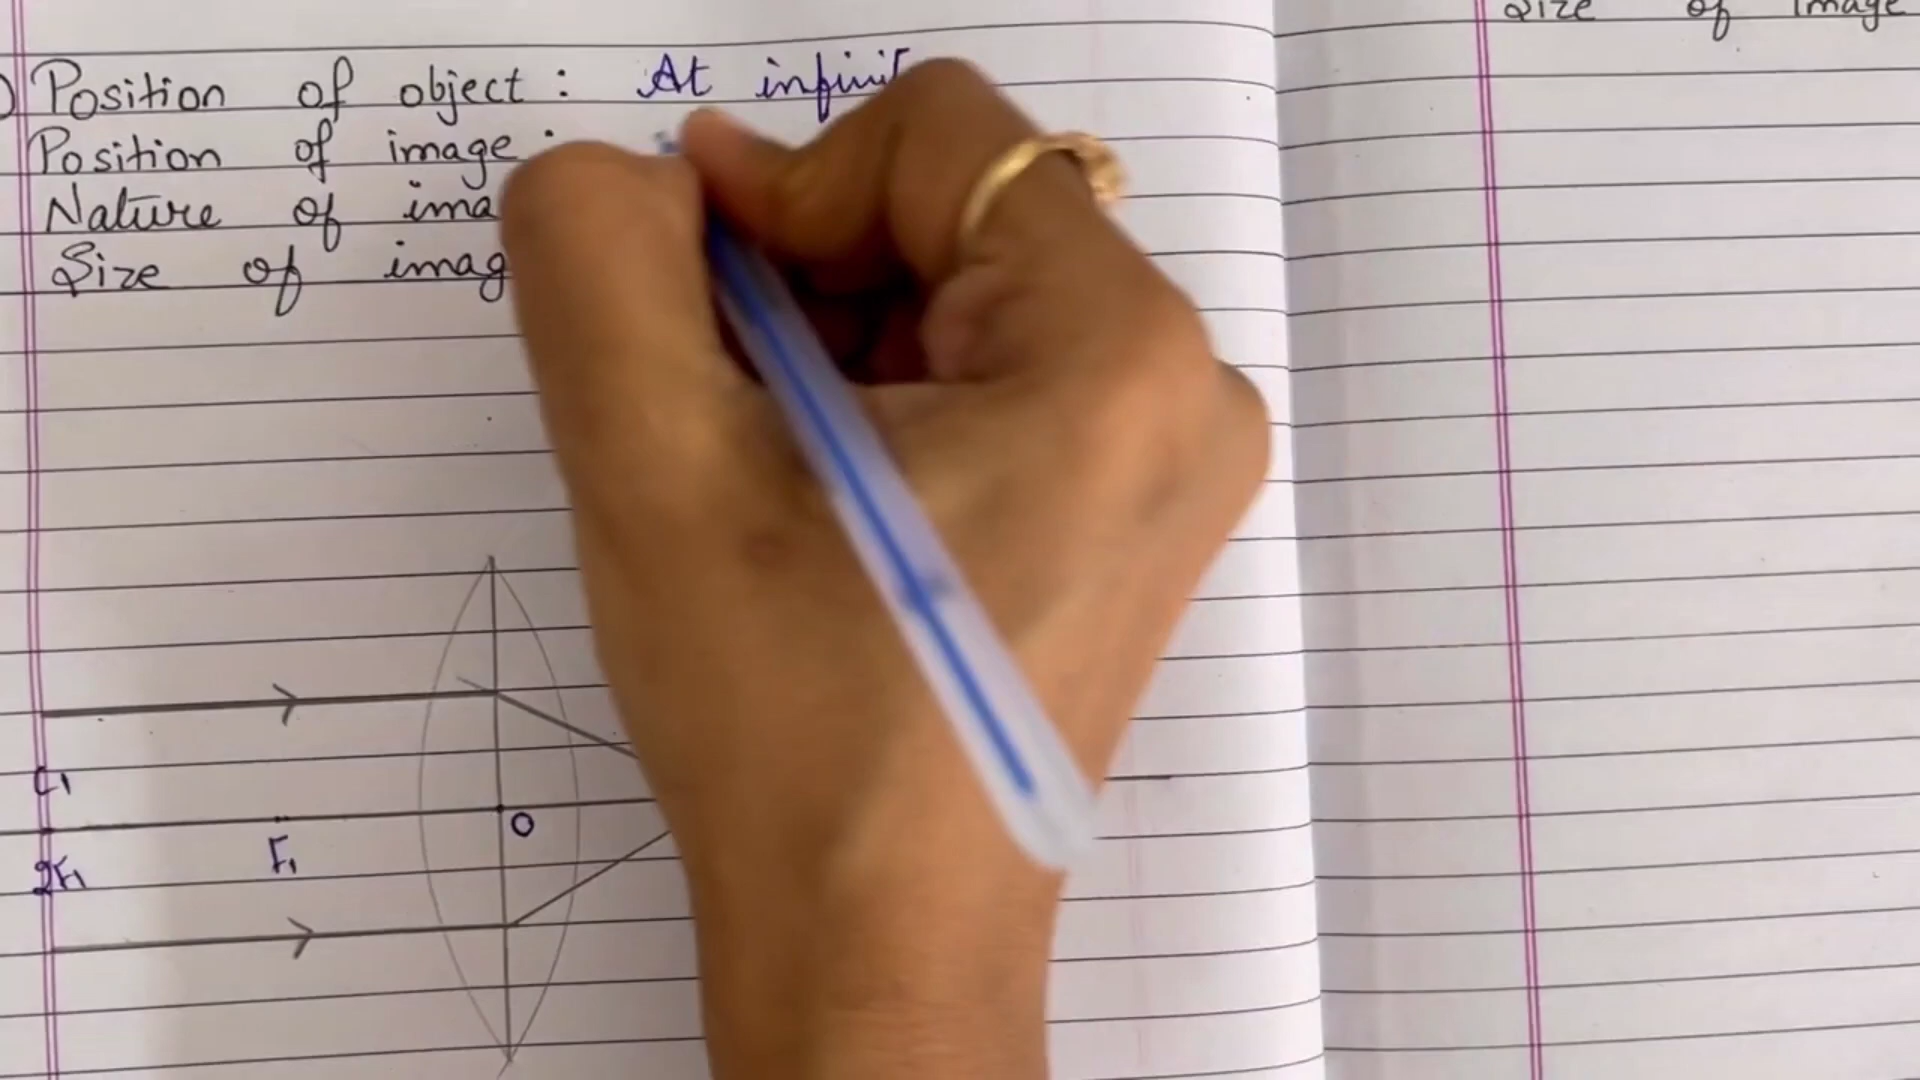 Position of object : At infinit
Position of image :
Nature of ima
Size of imag
C1
2F1
F1
O
Size of image